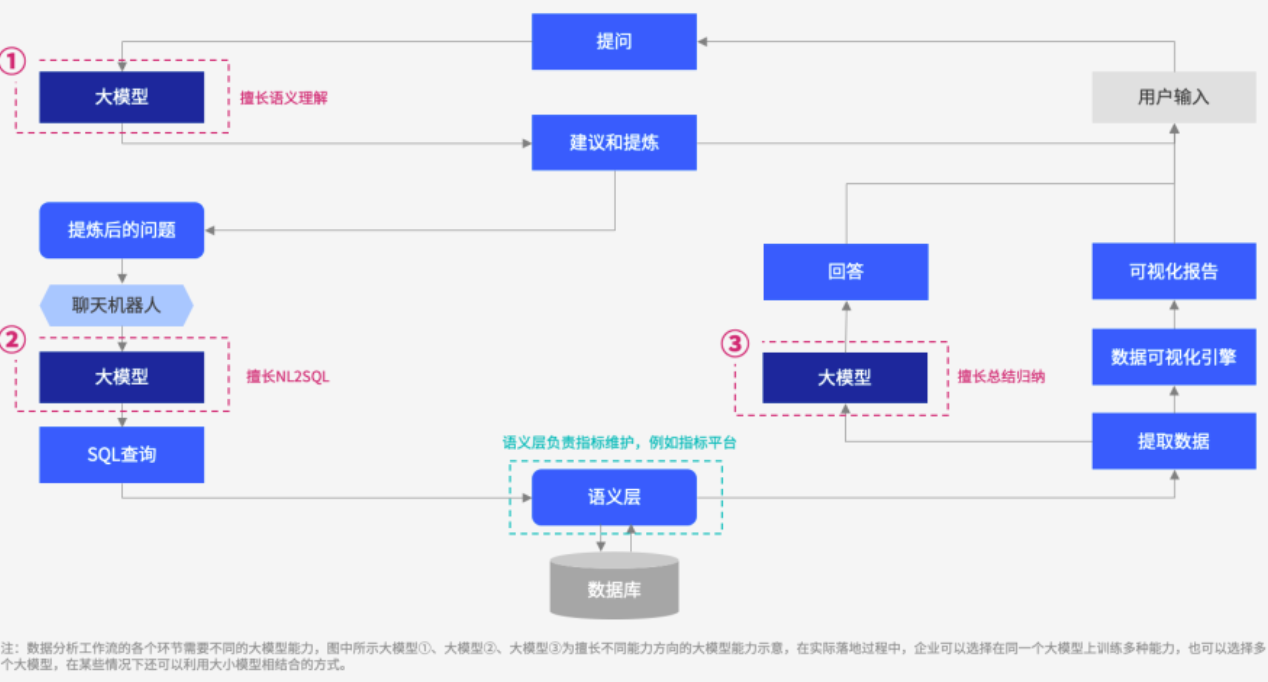 提问
①
大模型
擅长语义理解
用户输入
建议和提炼
提炼后的问题
聊天机器人
回答
可视化报告
②
大模型
擅长NL2SQL
③
大模型
擅长总结归纳
数据可视化引擎
SQL查询
语义层负责指标维护，例如指标平台
提取数据
语义层
数据库
注：数据分析工作流的各个环节需要不同的大模型能力，图中所示大模型①、大模型②、大模型③为擅长不同能力方向的大模型能力示意，在实际落地过程中，企业可以选择在同一个大模型上训练多种能力，也可以选择多
个大模型，在某些情况下还可以利用大小模型相结合的方式。